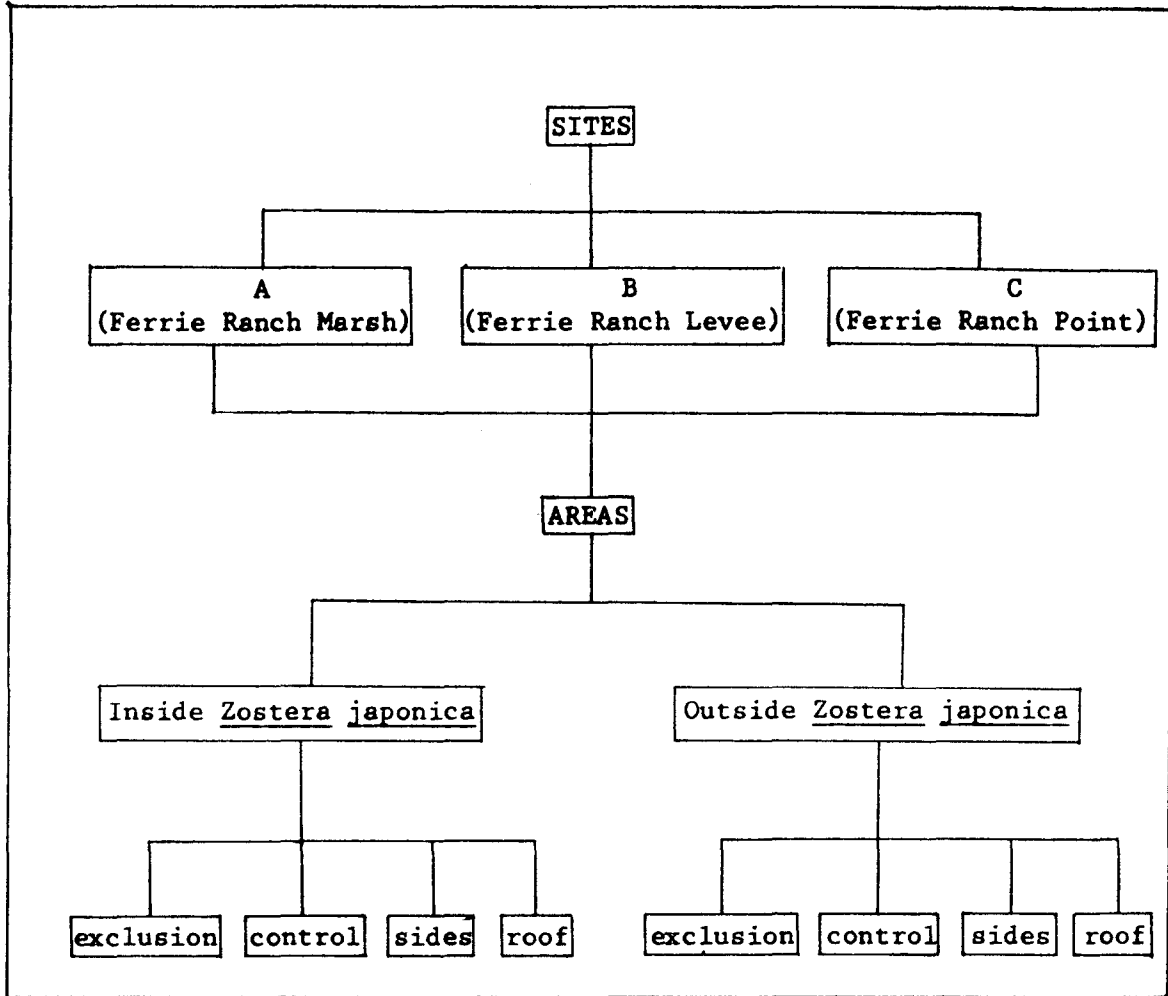 SITES
A
(Ferrie Ranch Marsh)
B
(Ferrie Ranch Levee)
C
(Ferrie Ranch Point)
AREAS
Inside Zostera japonica
Outside Zostera japonica
exclusion
control
sides
roof
exclusion
control
sides
roof